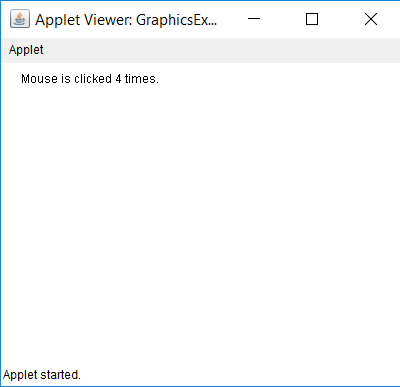 Applet Viewer: GraphicsEx...
Applet
Mouse is clicked 4 times.
Applet started.